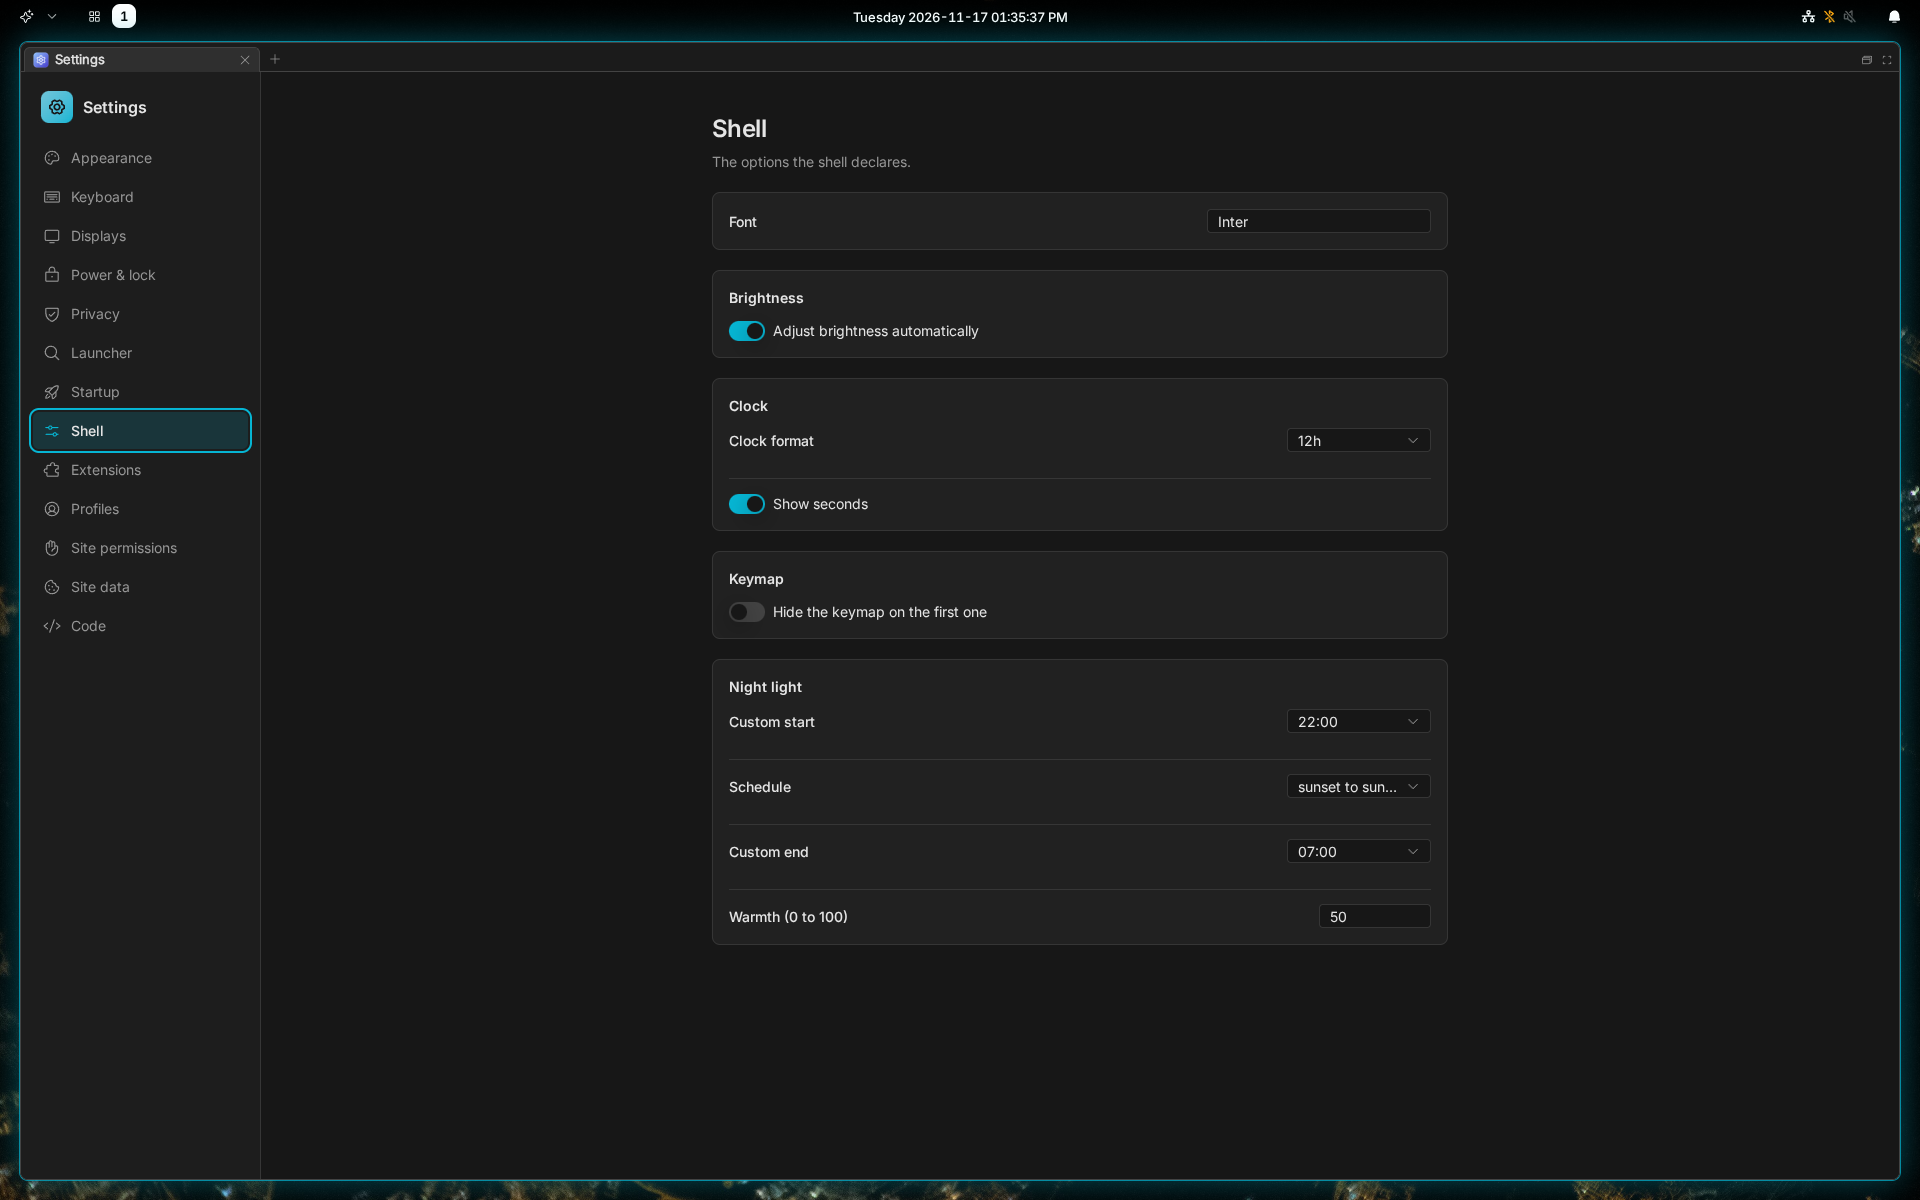 1
Tuesday 2026-11-17 01:35:37 PM
Settings
Settings
Appearance
Keyboard
Displays
Power & lock
Privacy
Launcher
Startup
Shell
Extensions
Profiles
Site permissions
Site data
Code
Shell
The options the shell declares.
Font
Inter
Brightness
Adjust brightness automatically
Clock
Clock format
12h
Show seconds
Keymap
Hide the keymap on the first one
Night light
Custom start
22:00
Schedule
sunset to sun...
Custom end
07:00
Warmth (0 to 100)
50